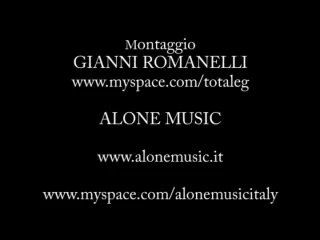 Montaggio
GIANNI ROMANELLI
www.myspace.com/totaleg
ALONE MUSIC
www.alonemusic.it
www.myspace.com/alonemusicitaly